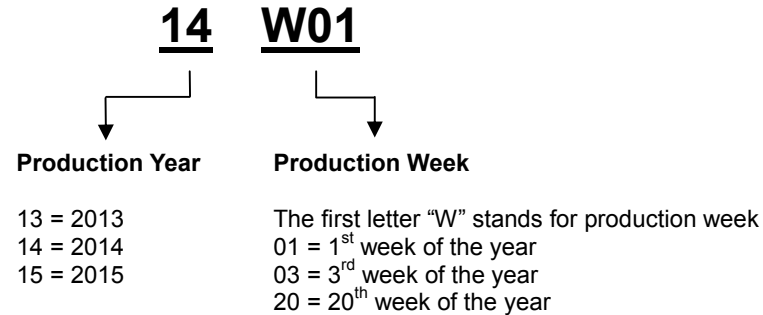 14 W01
Production Year Production Week
13 = 2013 The first letter “W” stands for production week
14 = 2014 01 = 1st week of the year
15 = 2015 03 = 3rd week of the year
20 = 20th week of the year